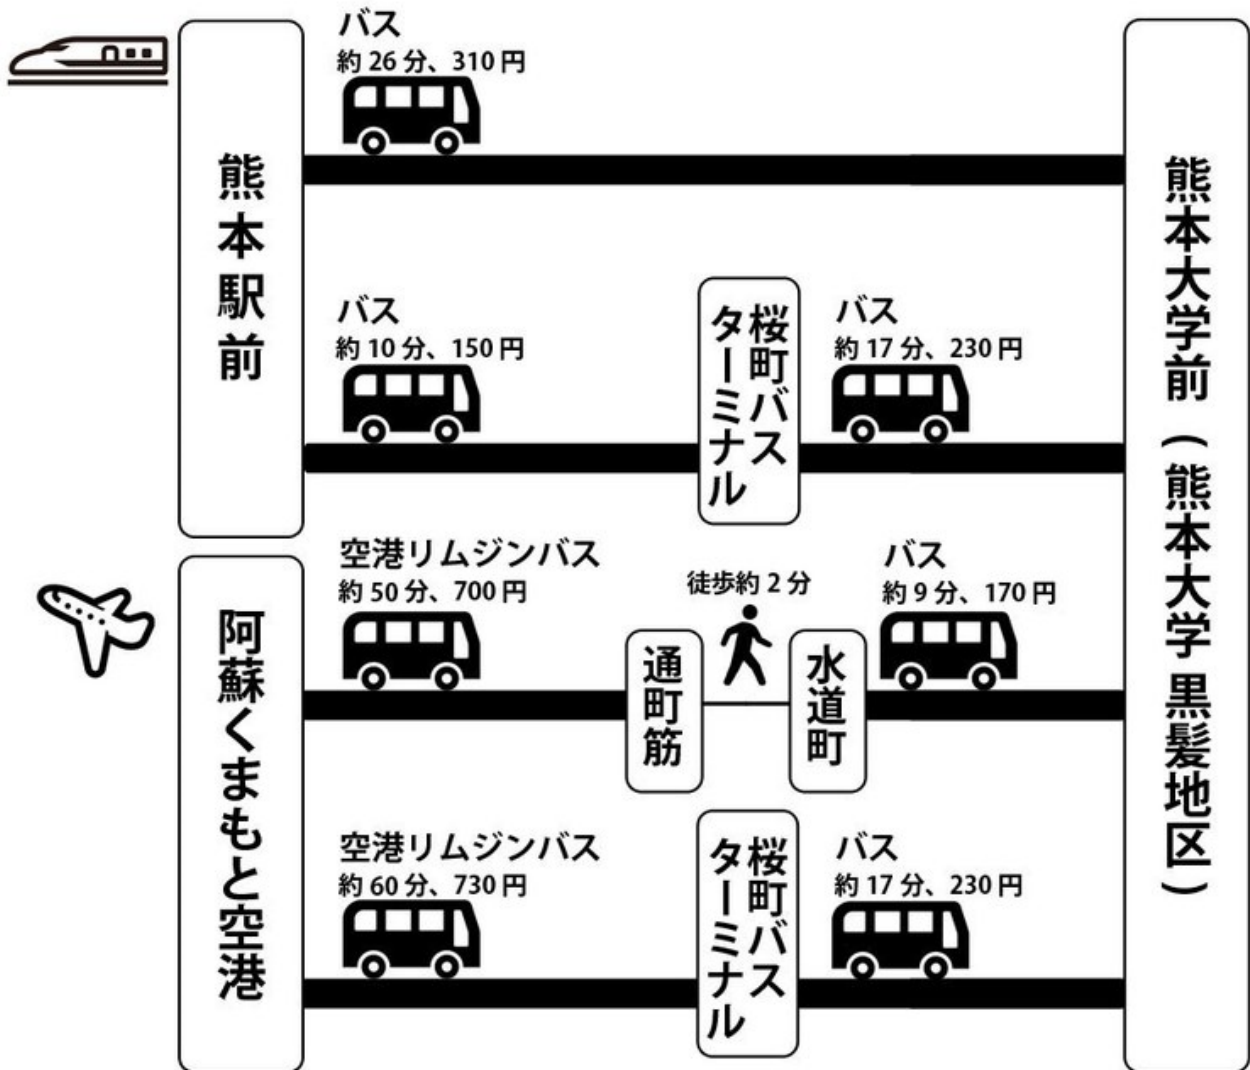 熊本駅前
バス
約 26 分、310 円
バス
約 10 分、150 円
桜町バス
ターミナル
バス
約 17 分、230 円
阿蘇くまもと空港
空港リムジンバス
約 50 分、700 円
通町筋
徒歩約 2 分
水道町
バス
約 9 分、170 円
空港リムジンバス
約 60 分、730 円
桜町バス
ターミナル
バス
約 17 分、230 円
熊本大学前（熊本大学 黒髪地区）